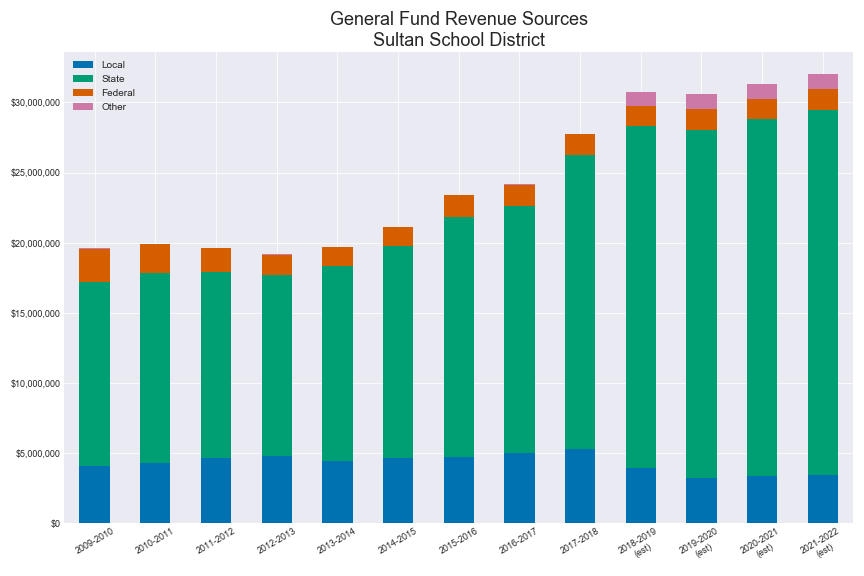 General Fund Revenue Sources
Sultan School District
Local
State
Federal
Other
$30,000,000
$25,000,000
$20,000,000
$15,000,000
$10,000,000
$5,000,000
$0
2009-2010
2010-2011
2011-2012
2012-2013
2013-2014
2014-2015
2015-2016
2016-2017
2017-2018
2018-2019
(est)
2019-2020
(est)
2020-2021
(est)
2021-2022
(est)